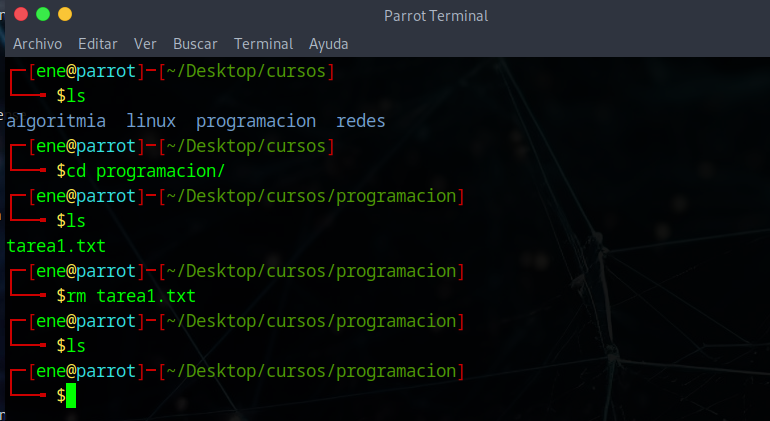 Parrot Terminal
Archivo Editar Ver Buscar Terminal Ayuda
[ene@parrot]─[~/Desktop/cursos]
$ls
algoritmia linux programacion redes
[ene@parrot]─[~/Desktop/cursos]
$cd programacion/
[ene@parrot]─[~/Desktop/cursos/programacion]
$ls
tarea1.txt
[ene@parrot]─[~/Desktop/cursos/programacion]
$rm tarea1.txt
[ene@parrot]─[~/Desktop/cursos/programacion]
$ls
[ene@parrot]─[~/Desktop/cursos/programacion]
$